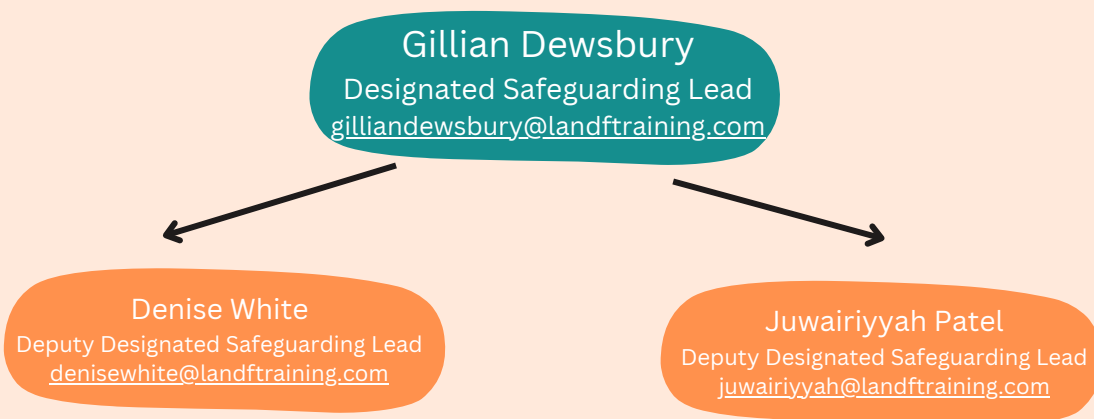 Gillian Dewsbury
Designated Safeguarding Lead
gilliandewsbury@landftraining.com
Denise White
Deputy Designated Safeguarding Lead
denisewhite@landftraining.com
Juwairiyyah Patel
Deputy Designated Safeguarding Lead
juwairiyyah@landftraining.com